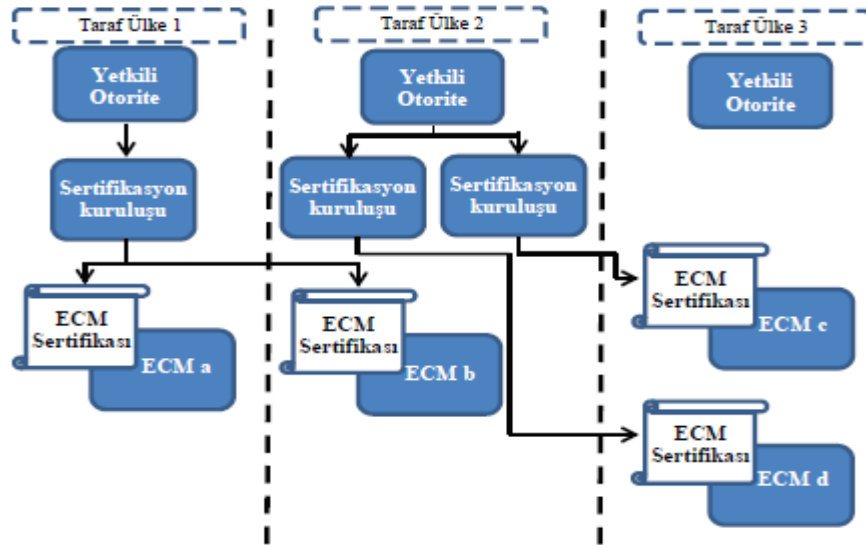 Taraf Ülke 1
Taraf Ülke 2
Taraf Ülke 3
Yetkili
Otorite
Yetkili
Otorite
Yetkili
Otorite
Sertifikasyon
kuruluşu
Sertifikasyon
kuruluşu
Sertifikasyon
kuruluşu
ECM
Sertifikası
ECM a
ECM
Sertifikası
ECM b
ECM
Sertifikası
ECM c
ECM
Sertifikası
ECM d